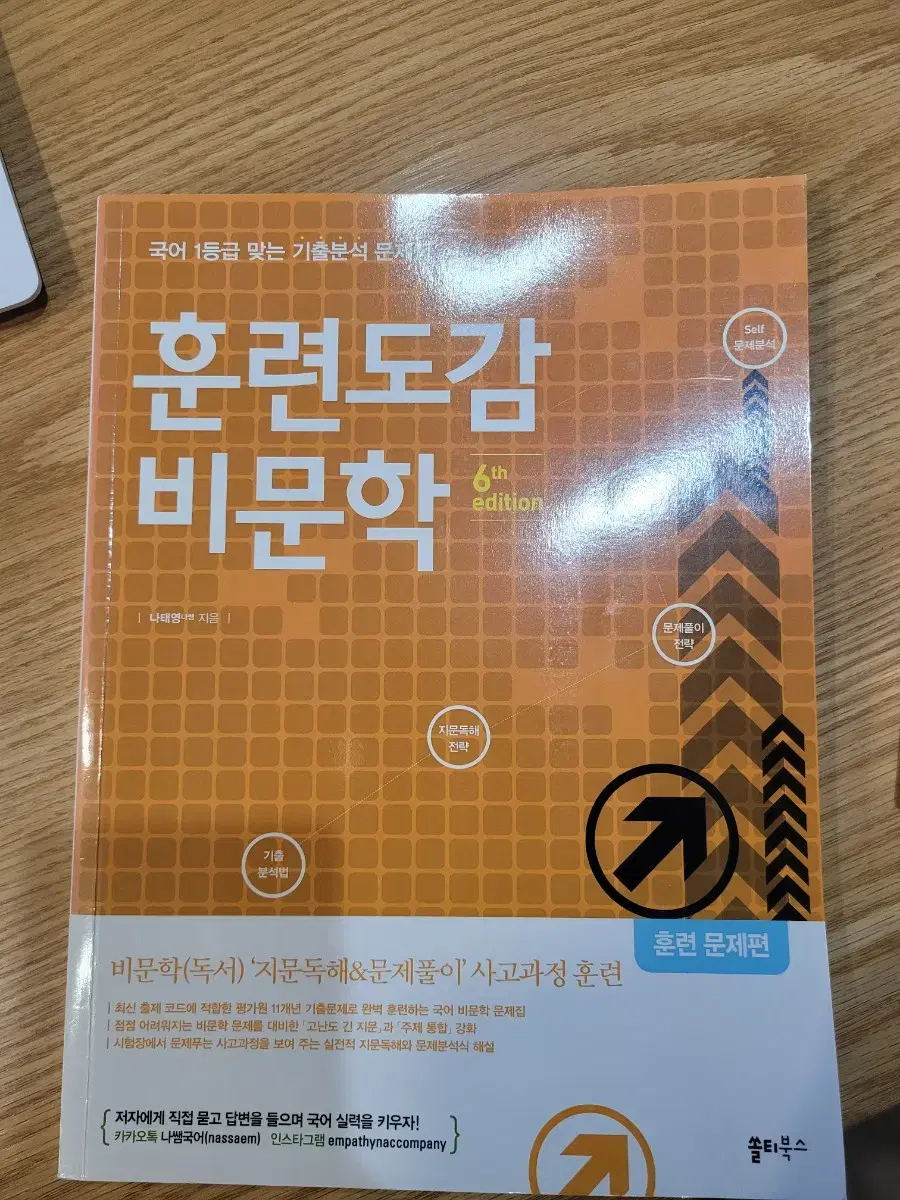 국어 1등급 맞는 기출분석
훈련도감
비문학
6th
edition
| 나태영나쌤 지음 |
Self
문제분석
문제풀이
전략
지문독해
전략
기출
분석법
훈련 문제편
비문학(독서) ‘지문독해&문제풀이’ 사고과정 훈련
| 최신 출제 코드에 적합한 평가원 11개년 기출문제로 완벽 훈련하는 국어 비문학 문제집
| 점점 어려워지는 비문학 문제를 대비한 「고난도 긴 지문」과 「주제 통합」 강화
| 시험장에서 문제푸는 사고과정을 보여 주는 실전적 지문독해와 문제분석식 해설
저자에게 직접 묻고 답변을 들으며 국어 실력을 키우자!
카카오톡 나쌤국어(nassaem) 인스타그램 empathynaccompany
쏠티북스